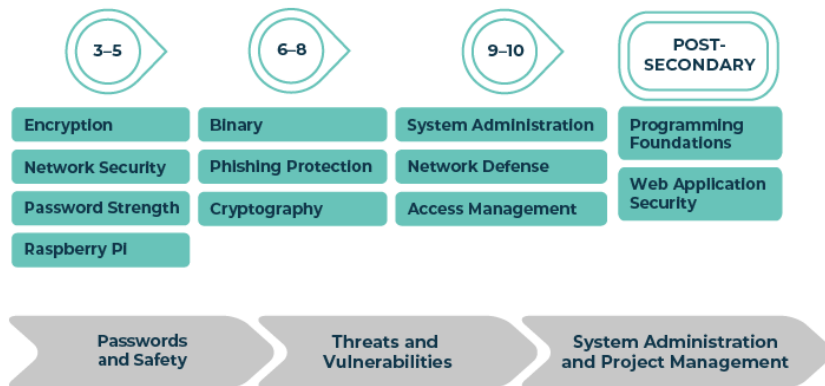 3–5
6–8
9–10
POST-
SECONDARY
Encryption
Network Security
Password Strength
Raspberry PI
Binary
Phishing Protection
Cryptography
System Administration
Network Defense
Access Management
Programming
Foundations
Web Application
Security
Passwords
and Safety
Threats and
Vulnerabilities
System Administration
and Project Management